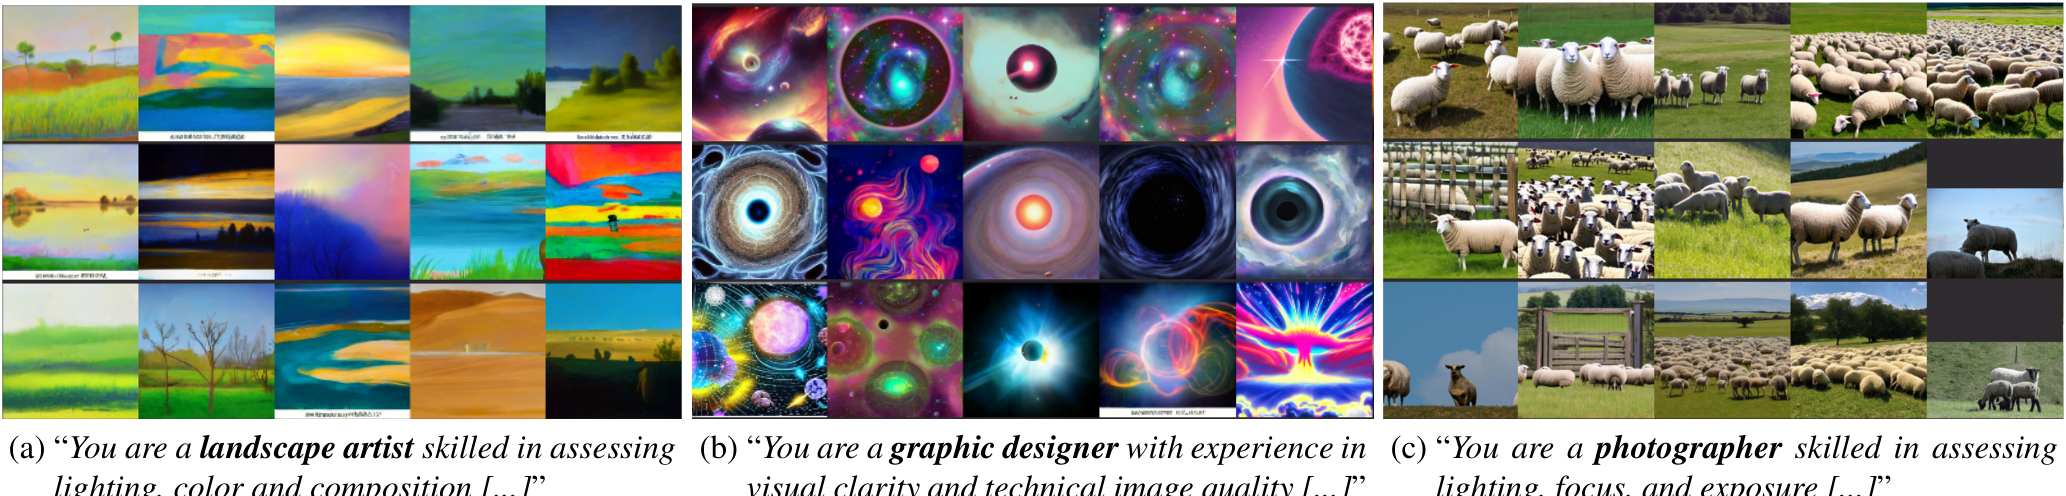 (a) “You are a landscape artist skilled in assessing
lighting, color and composition [...]”
(b) “You are a graphic designer with experience in
visual clarity and technical image quality [...]”
(c) “You are a photographer skilled in assessing
lighting, focus, and exposure [...]”